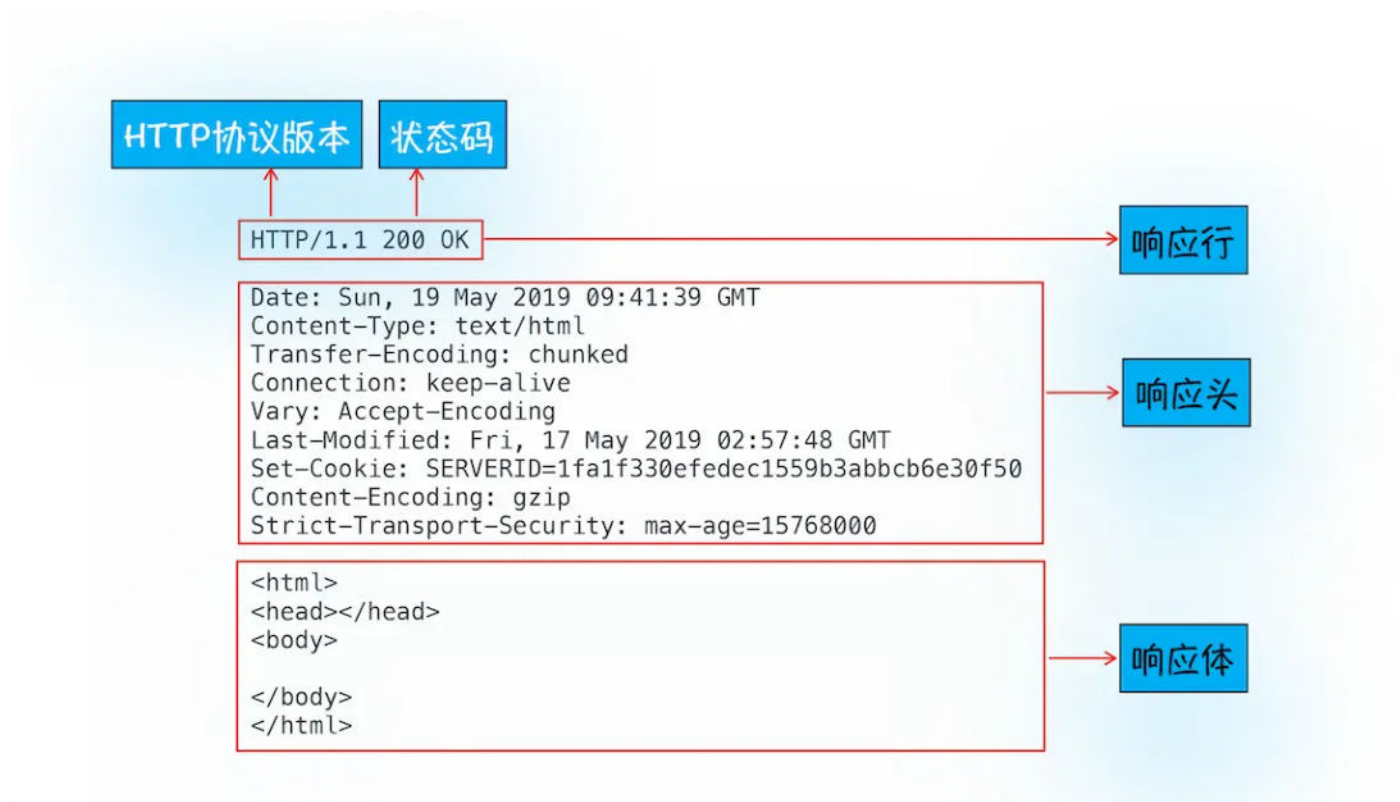 HTTP协议版本
状态码
HTTP/1.1 200 OK
响应行
Date: Sun, 19 May 2019 09:41:39 GMT
Content-Type: text/html
Transfer-Encoding: chunked
Connection: keep-alive
Vary: Accept-Encoding
Last-Modified: Fri, 17 May 2019 02:57:48 GMT
Set-Cookie: SERVERID=1fa1f330efedec1559b3abbcb6e30f50
Content-Encoding: gzip
Strict-Transport-Security: max-age=15768000
响应头
<html>
<head></head>
<body>
</body>
</html>
响应体